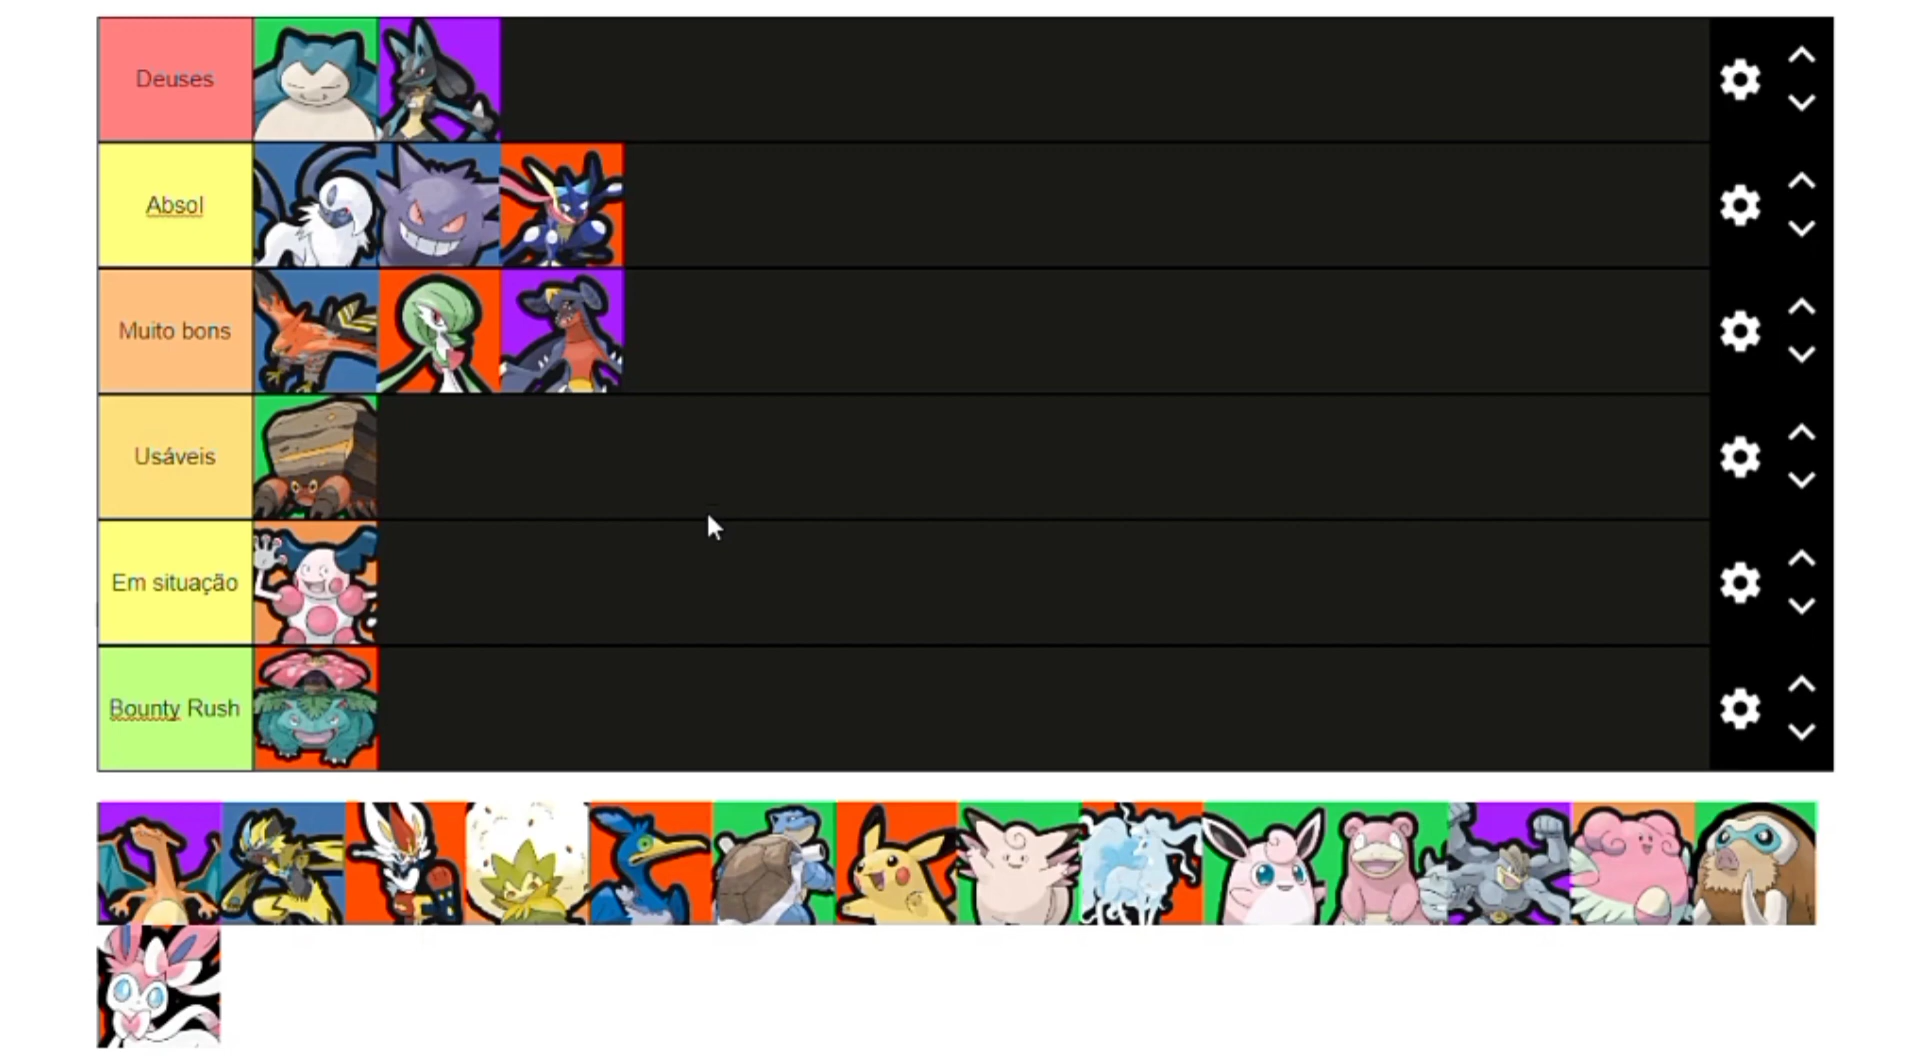 Deuses
Absol
Muito bons
Usáveis
Em situação
Bounty Rush